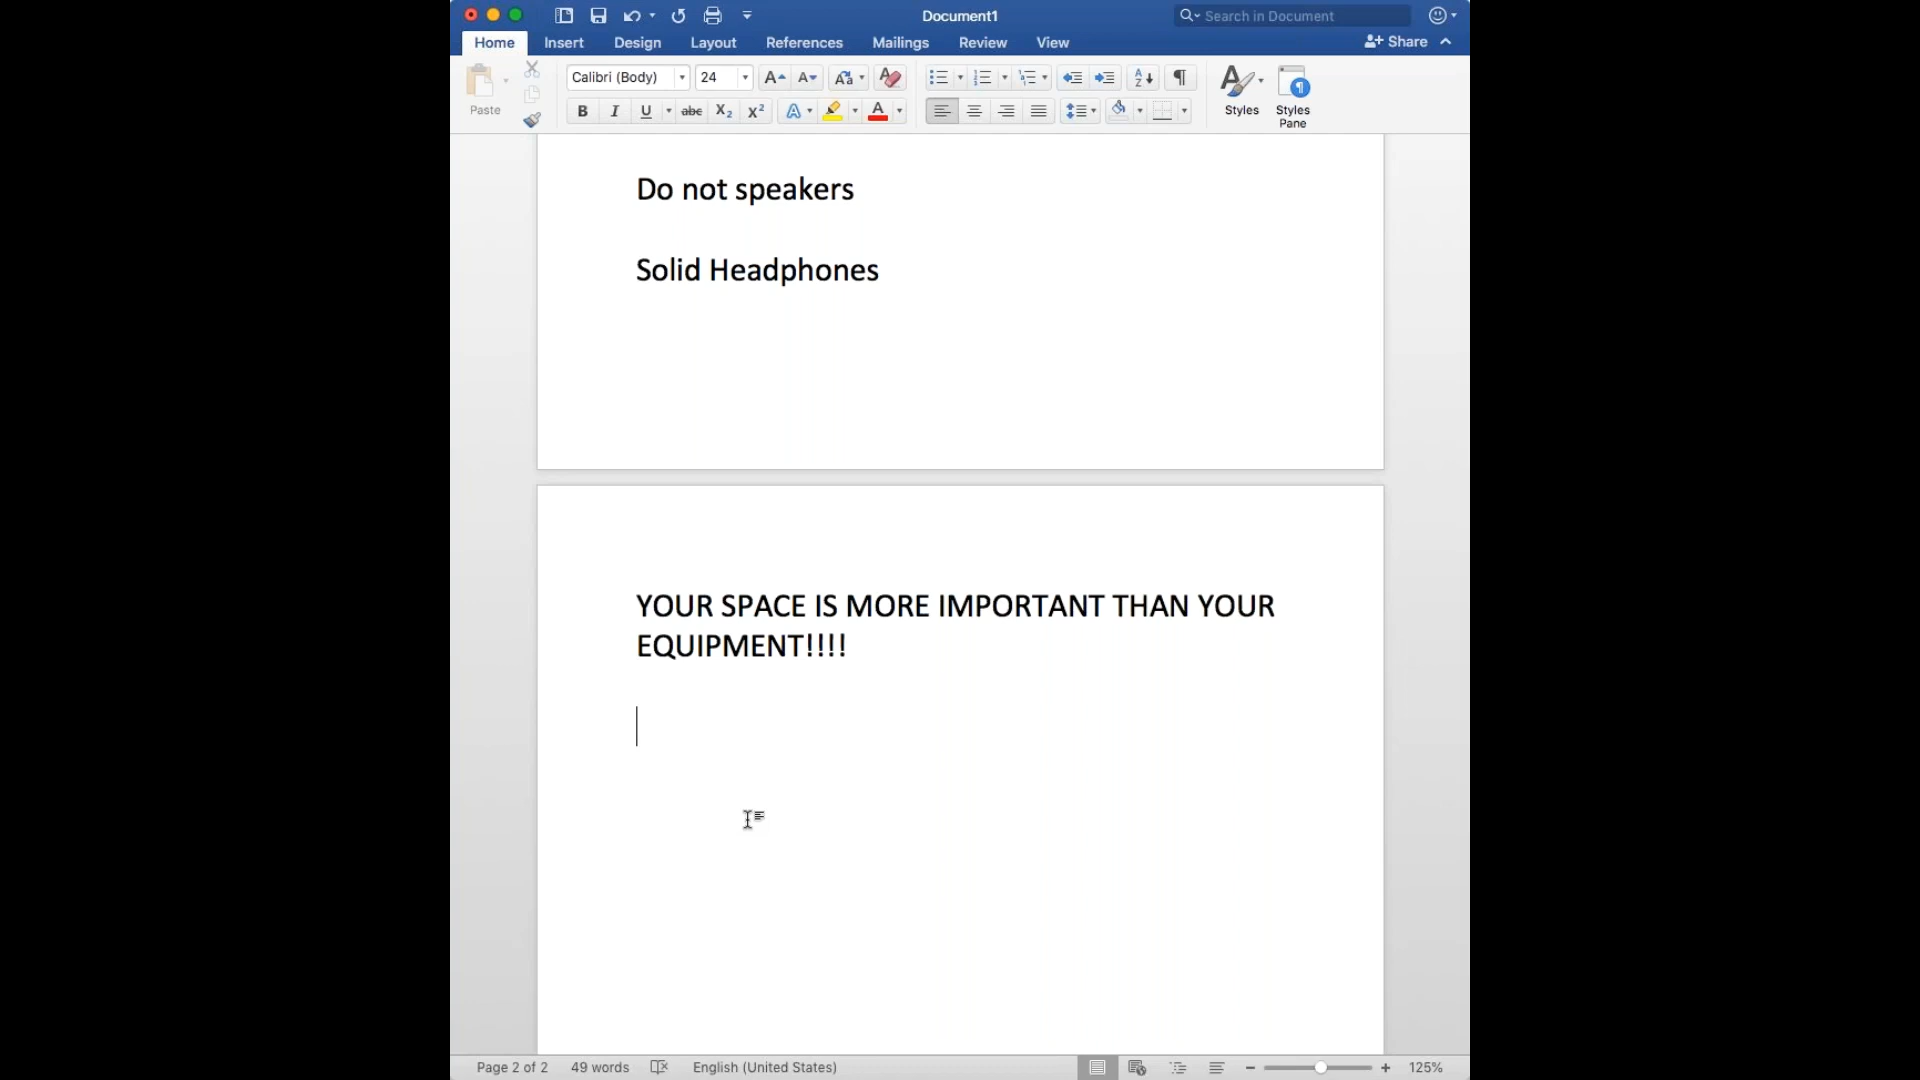 Document1
Search in Document
Home Insert Design Layout References Mailings Review View Share
Calibri (Body) 24
Paste
Styles
Styles Pane
Do not speakers
Solid Headphones
YOUR SPACE IS MORE IMPORTANT THAN YOUR
EQUIPMENT!!!!
Page 2 of 2 49 words English (United States) 125%